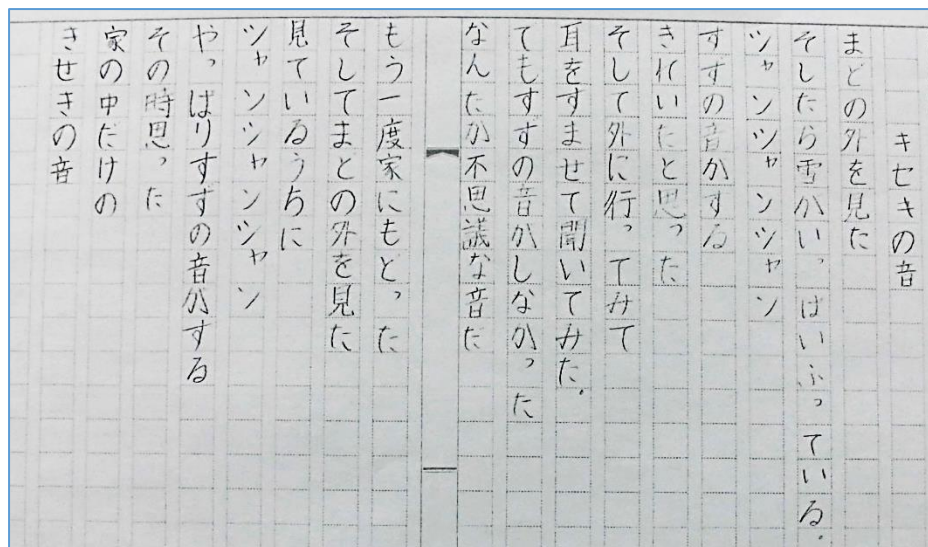 キセキの音
まどの外を見た
そしたら雪がいっぱいふっている。
シャンシャンシャン
すずの音がする
きれいだと思った
そして外に行ってみて
耳をすませて聞いてみた。
でもすずの音がしなかった
なんだか不思議な音だ
もう一度家にもどった
そしてまどの外を見た
見ているうちに
シャンシャンシャン
やっぱりすずの音がする
その時思った
家の中だけの
きせきの音